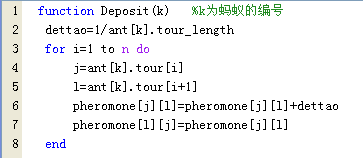 1 function Deposit(k) %k为蚂蚁的编号
2 dettao=1/ant[k].tour_length
3 for i=1 to n do
4 j=ant[k].tour[i]
5 l=ant[k].tour[i+1]
6 pheromone[j][l]=pheromone[j][l]+dettao
7 pheromone[l][j]=pheromone[j][l]
8 end